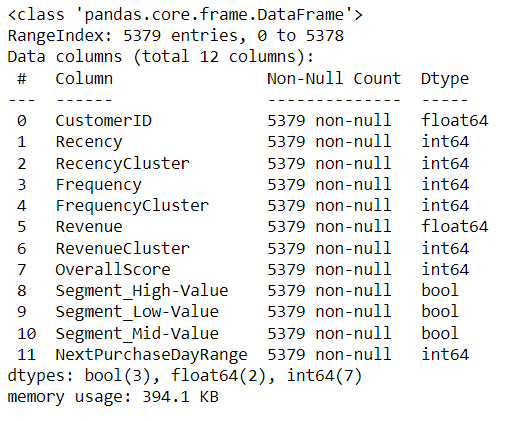 <class 'pandas.core.frame.DataFrame'>
RangeIndex: 5379 entries, 0 to 5378
Data columns (total 12 columns):
 #   Column                Non-Null Count  Dtype
---  ------                --------------  -----
 0   CustomerID            5379 non-null   float64
 1   Recency               5379 non-null   int64
 2   RecencyCluster        5379 non-null   int64
 3   Frequency             5379 non-null   int64
 4   FrequencyCluster      5379 non-null   int64
 5   Revenue               5379 non-null   float64
 6   RevenueCluster        5379 non-null   int64
 7   OverallScore          5379 non-null   int64
 8   Segment_High-Value    5379 non-null   bool
 9   Segment_Low-Value     5379 non-null   bool
 10  Segment_Mid-Value     5379 non-null   bool
 11  NextPurchaseDayRange  5379 non-null   int64
dtypes: bool(3), float64(2), int64(7)
memory usage: 394.1 KB